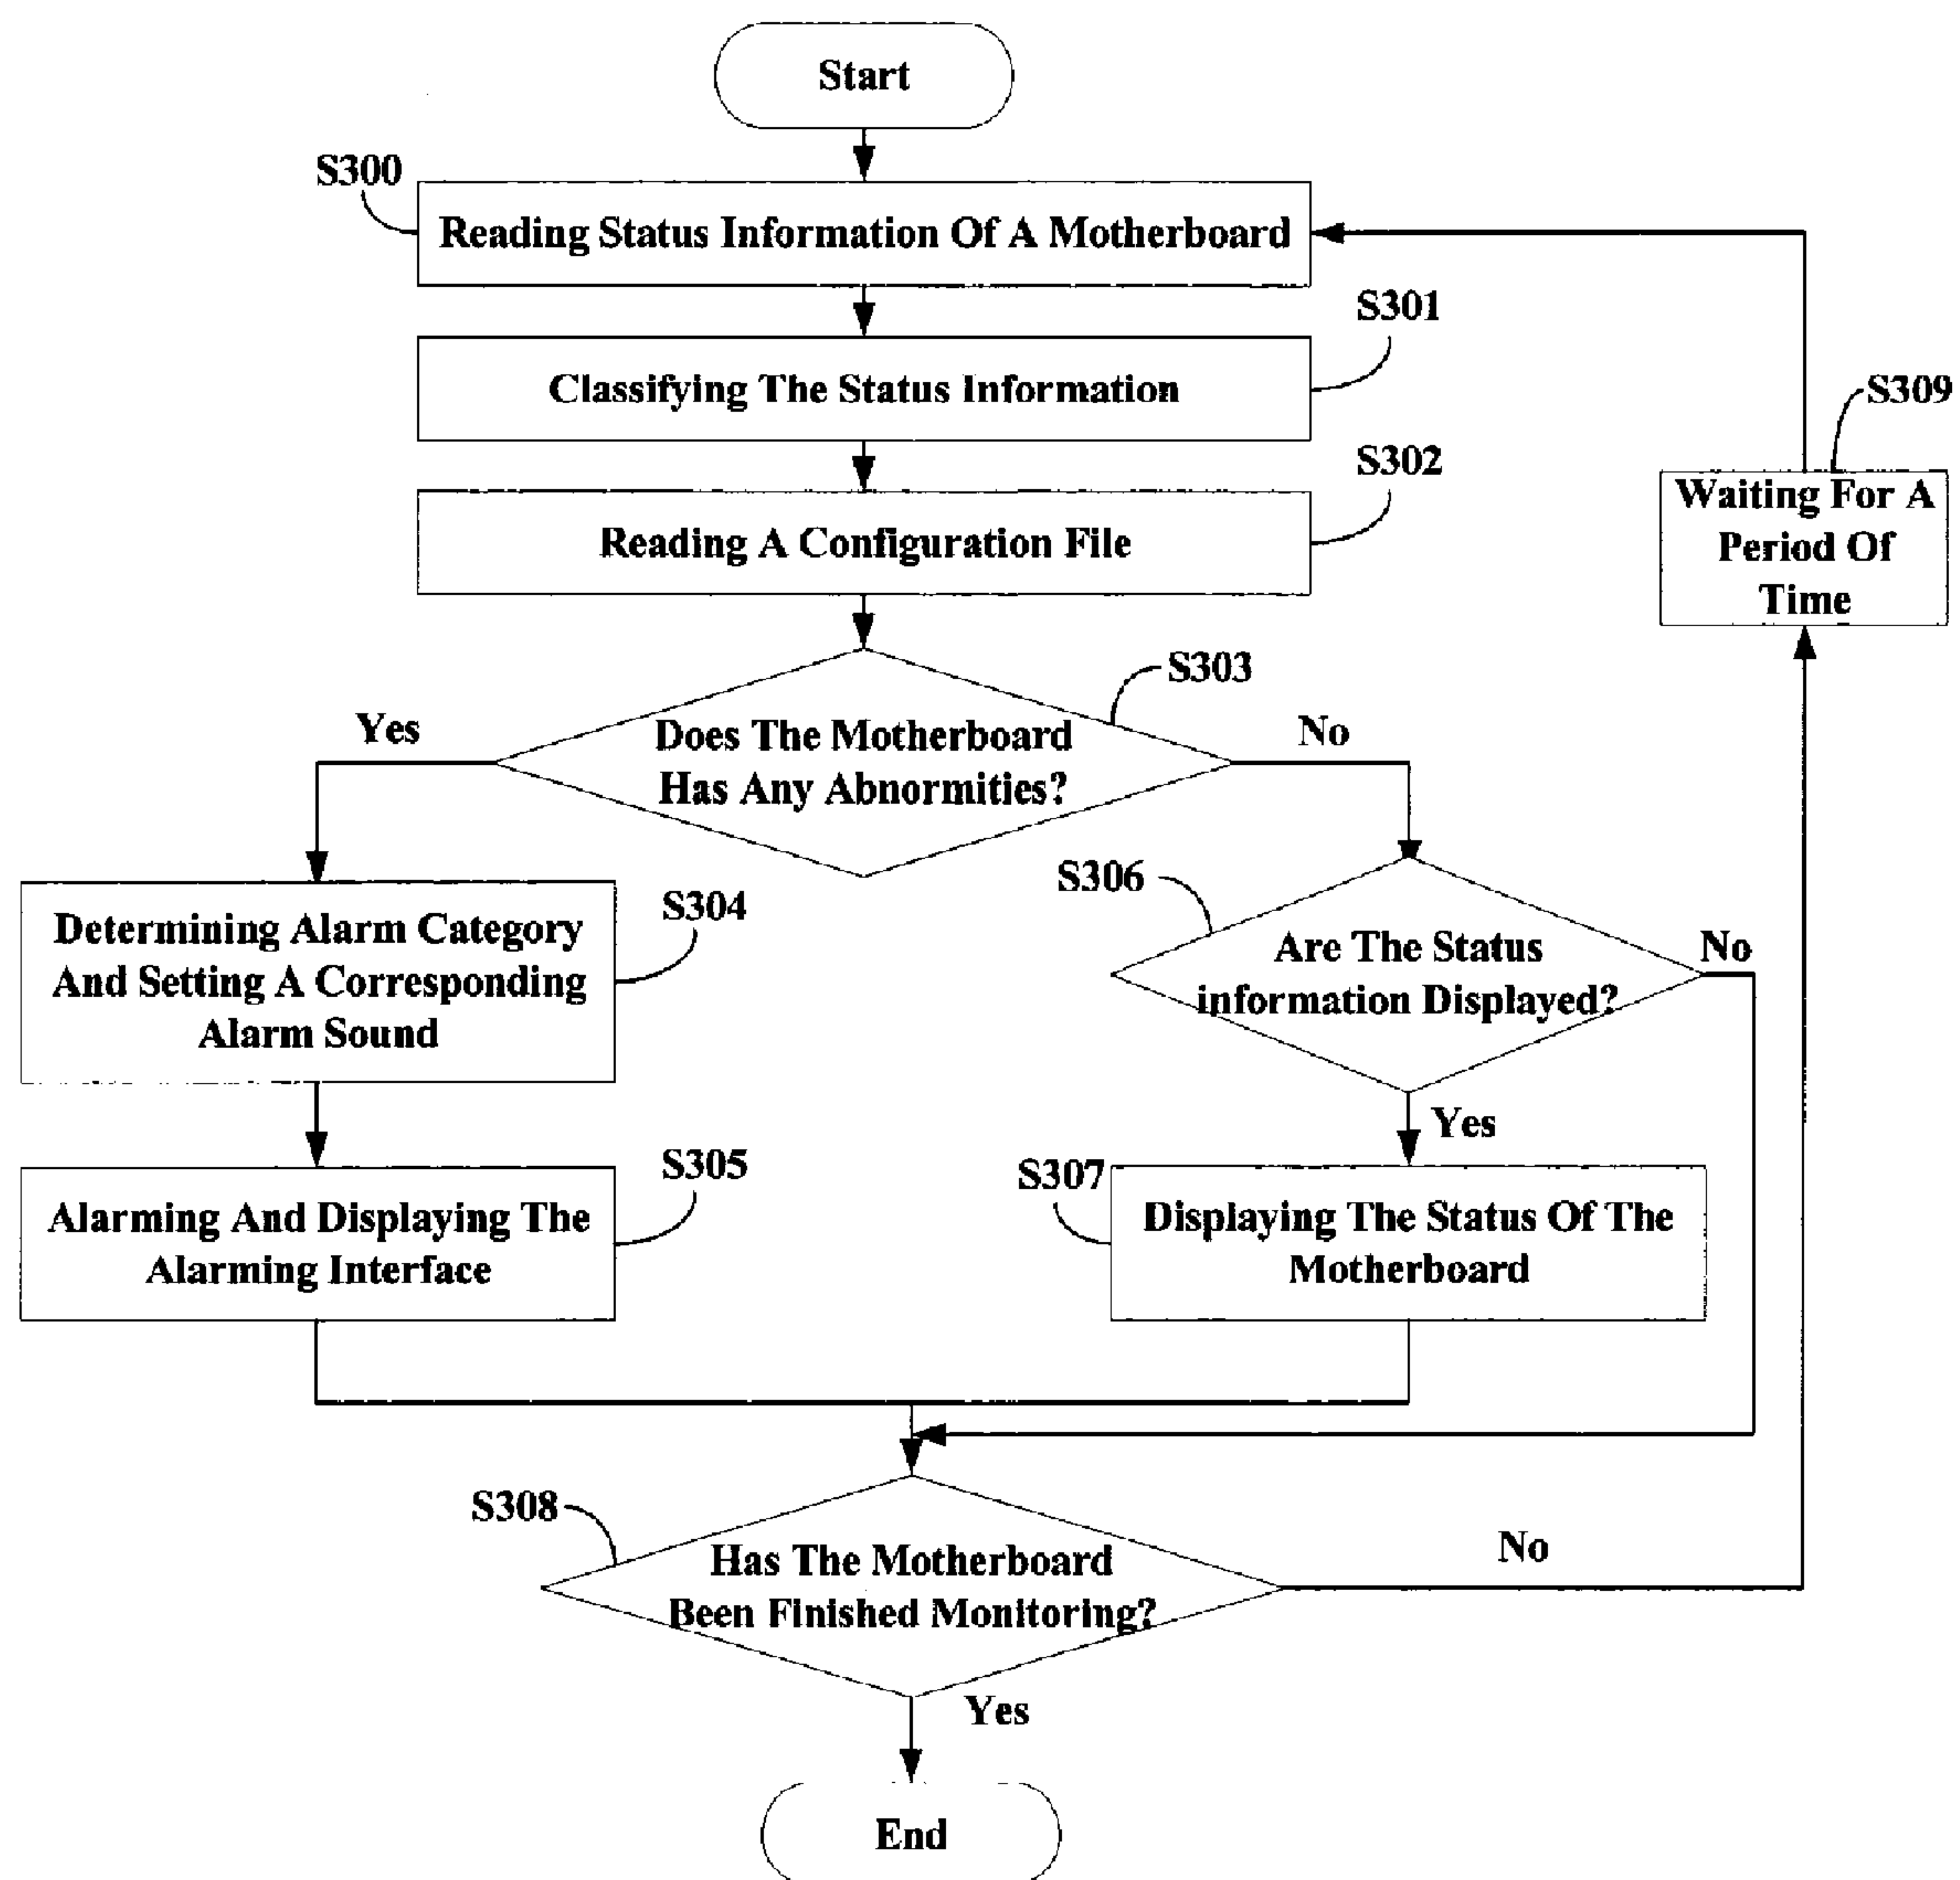 Start
S300
Reading Status Information Of A Motherboard
S301
Classifying The Status Information
S309
S302
Waiting For A
Period Of
Time
Reading A Configuration File
S303
Yes
No
Does The Motherboard
Has Any Abnormities?
S306
S304
Determining Alarm Category
And Setting A Corresponding
Alarm Sound
Are The Status
information Displayed?
No
Yes
S305
S307
Alarming And Displaying The
Alarming Interface
Displaying The Status Of The
Motherboard
S308
Has The Motherboard
Been Finished Monitoring?
No
Yes
End